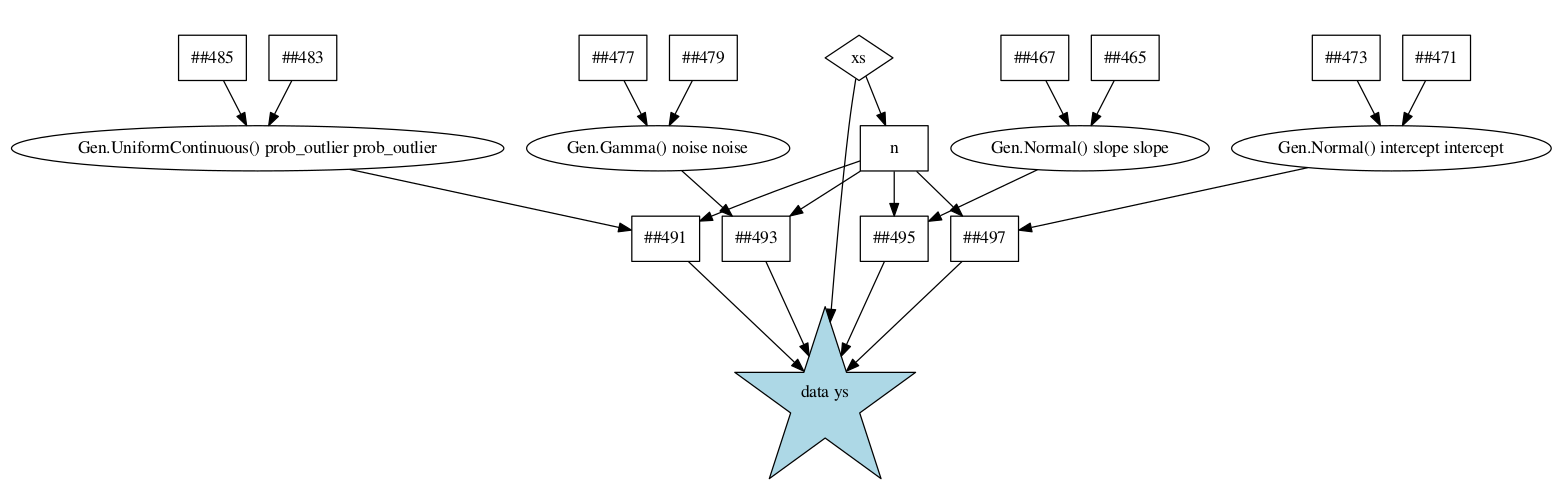 ##485
##483
##477
##479
xs
##467
##465
##473
##471
Gen.UniformContinuous() prob_outlier prob_outlier
Gen.Gamma() noise noise
n
Gen.Normal() slope slope
Gen.Normal() intercept intercept
##491
##493
##495
##497
data ys